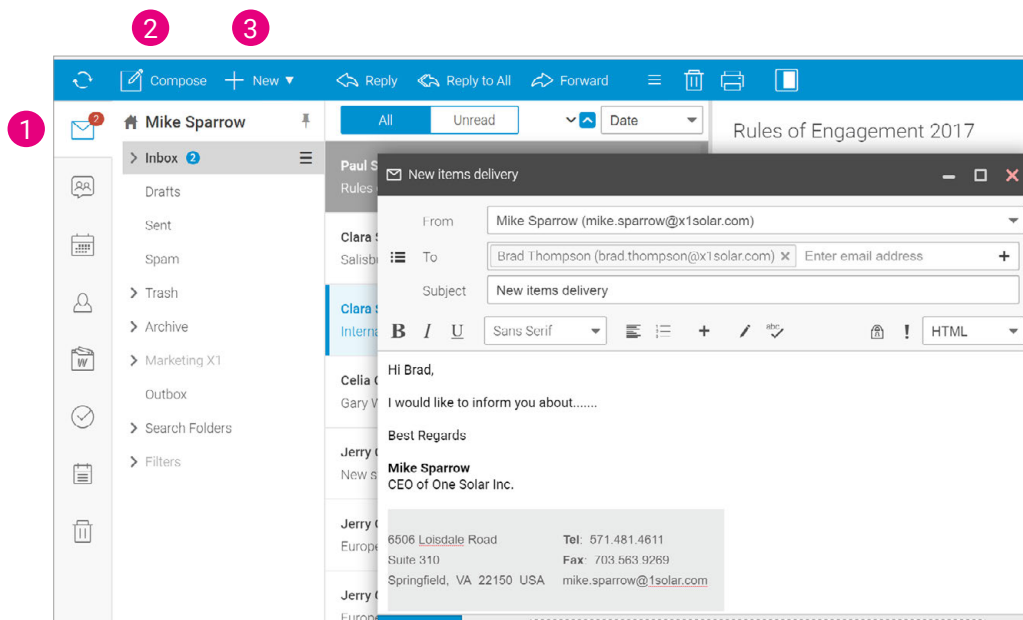 2 3
Compose New Reply Reply to All Forward
1
2
Mike Sparrow
All Unread Date
Rules of Engagement 2017
Inbox 2
Drafts
Sent
Spam
Trash
Archive
Marketing X1
Outbox
Search Folders
Filters
W
Paul S
Rules
Clara
Salisb
Clara
Interna
Celia
Gary W
Jerry
New s
Jerry
Europe
Jerry
Europe
New items delivery
From Mike Sparrow (mike.sparrow@x1solar.com)
To Brad Thompson (brad.thompson@x1solar.com) Enter email address
Subject New items delivery
B I U Sans Serif abc ! HTML
Hi Brad,
I would like to inform you about.......
Best Regards
Mike Sparrow
CEO of One Solar Inc.
6506 Loisdale Road Tel: 571.481.4611
Suite 310 Fax: 703.563.9269
Springfield, VA 22150 USA mike.sparrow@1solar.com